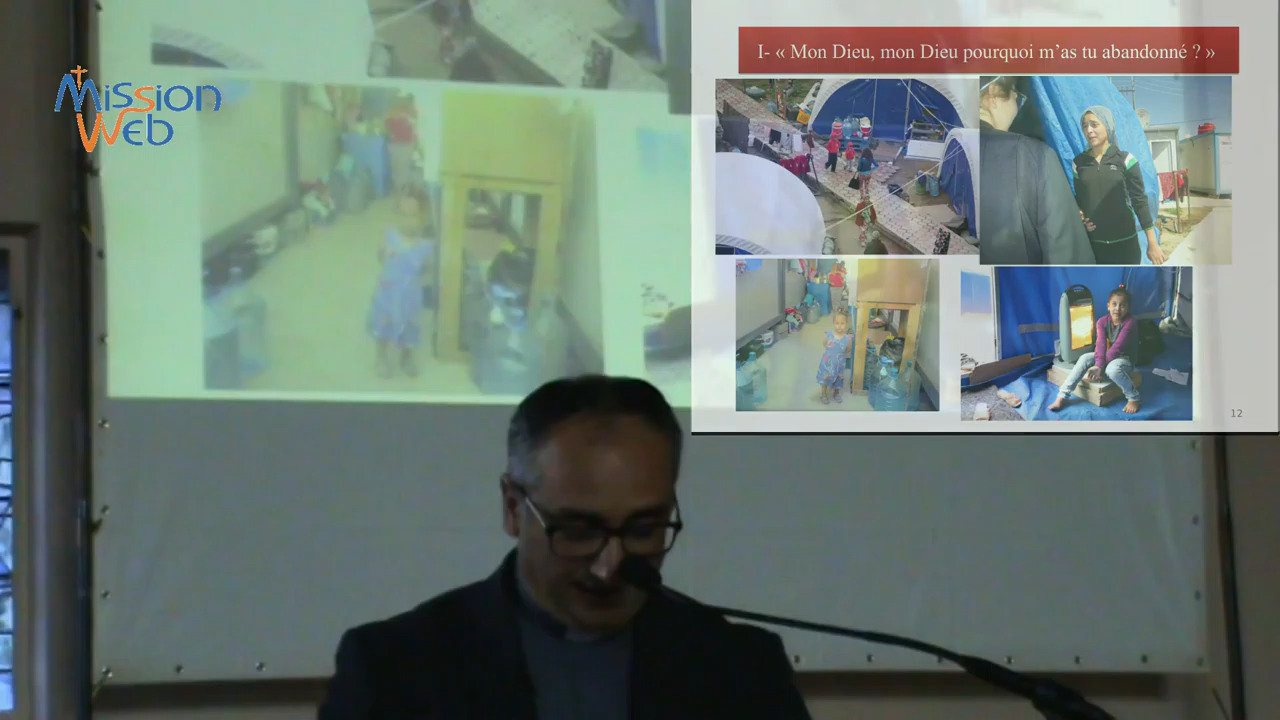 Mission
Web
I- « Mon Dieu, mon Dieu pourquoi m’as tu abandonné ? »
12